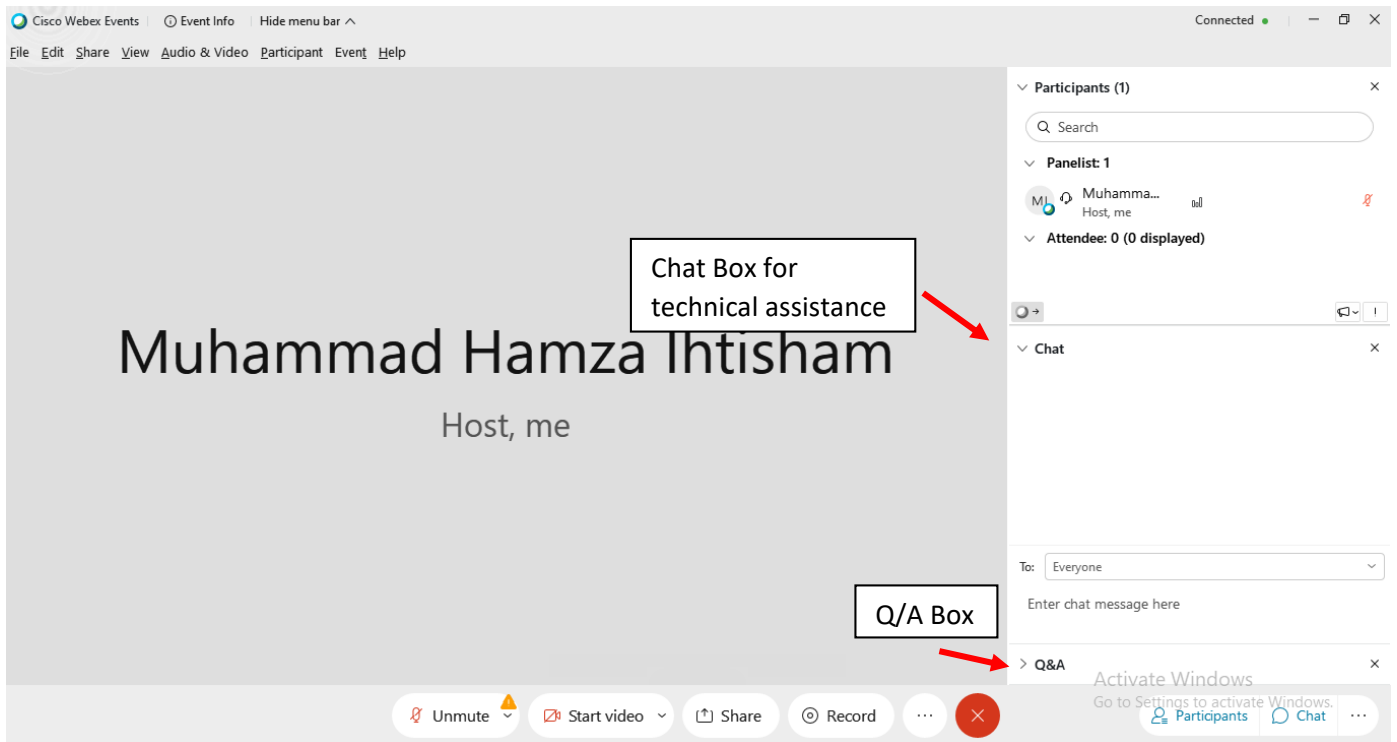 Cisco Webex Events Event Info Hide menu bar Connected
File Edit Share View Audio & Video Participant Event Help
Participants (1)
Search
Panelist: 1
MI Muhamma...
Host, me
Attendee: 0 (0 displayed)
Chat Box for
technical assistance
Chat
Muhammad Hamza Ihtisham
Host, me
To: Everyone
Enter chat message here
Q/A Box
Q&A
Activate Windows
Go to Settings to activate Windows.
Unmute Start video Share Record Participants Chat